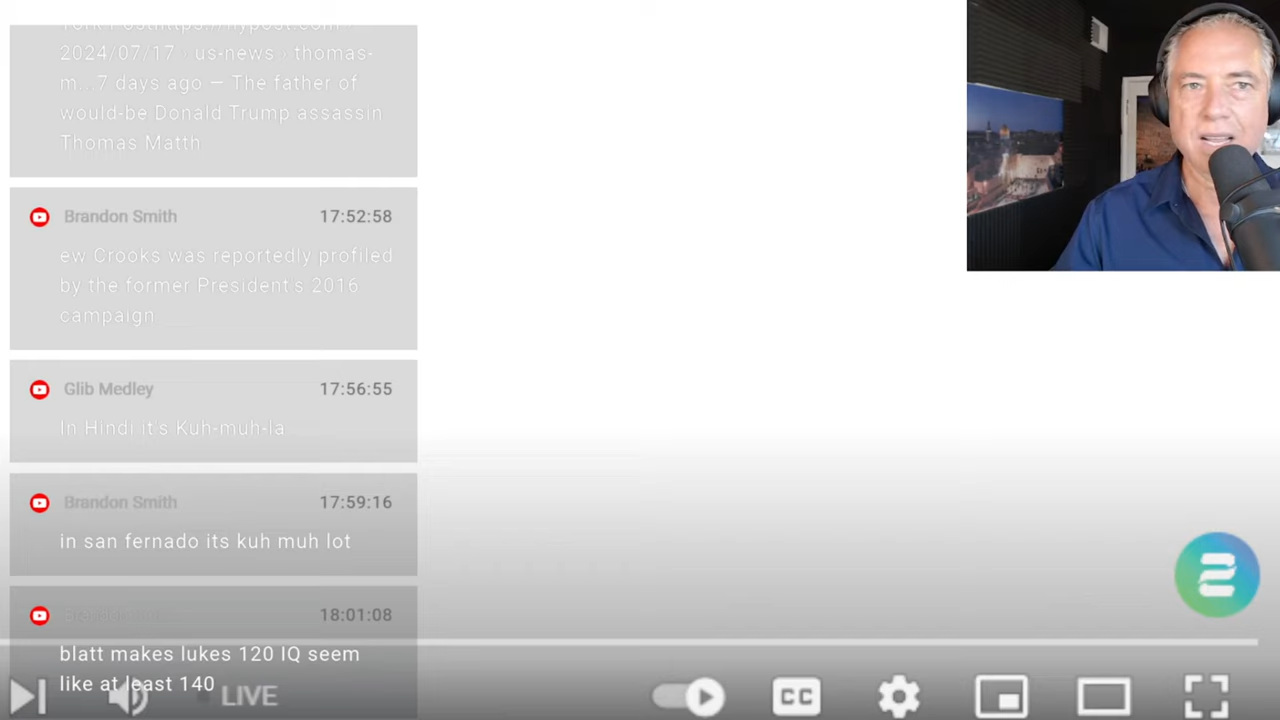 2024/07/17 › us-news › thomas-
m...7 days ago — The father of
would-be Donald Trump assassin
Thomas Matth
Brandon Smith 17:52:58
ew Crooks was reportedly profiled
by the former President's 2016
campaign.
Glib Medley 17:56:55
In Hindi it's Kuh-muh-la
Brandon Smith 17:59:16
in san fernado its kuh muh lot
18:01:08
blatt makes lukes 120 IQ seem
like at least 140
LIVE
CC